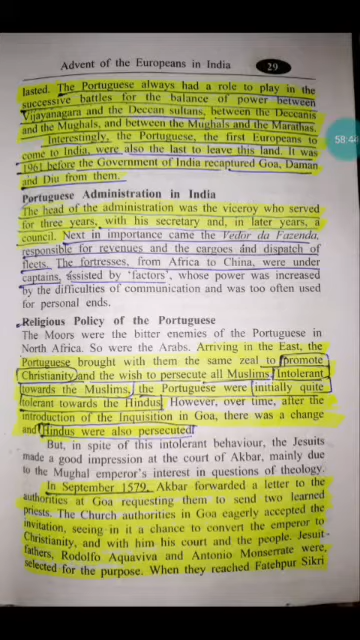 Advent of the Europeans in India 29
lasted. The Portuguese always had a role to play in the
successive battles for the balance of power between
Vijayanagara and the Deccan sultans, between the Deccanis
and the Mughals, and between the Mughals and the Marathas.
Interestingly, the Portuguese, the first Europeans to
come to India, were also the last to leave this land. It was
1961 before the Government of India recaptured Goa, Daman
and Diu from them.
Portuguese Administration in India
The head of the administration was the viceroy who served
for three years, with his secretary and, in later years, a
council. Next in importance came the Vedor da Fazenda,
responsible for revenues and the cargoes and dispatch of
fleets. The fortresses, from Africa to China, were under
captains, assisted by 'factors', whose power was increased
by the difficulties of communication and was too often used
for personal ends.
Religious Policy of the Portuguese
The Moors were the bitter enemies of the Portuguese in
North Africa. So were the Arabs. Arriving in the East, the
Portuguese brought with them the same zeal to promote
Christianity and the wish to persecute all Muslims. Intolerant
towards the Muslims, the Portuguese were initially quite
tolerant towards the Hindus. However, over time, after the
introduction of the Inquisition in Goa, there was a change
and Hindus were also persecuted.
But, in spite of this intolerant behaviour, the Jesuits
made a good impression at the court of Akbar, mainly due
to the Mughal emperor's interest in questions of theology.
In September 1579, Akbar forwarded a letter to the
authorities at Goa requesting them to send two learned
priests. The Church authorities in Goa eagerly accepted the
invitation, seeing in it a chance to convert the emperor to
Christianity, and with him his court and the people. Jesuit
fathers, Rodolfo Aquaviva and Antonio Monserrate were,
selected for the purpose. When they reached Fatehpur Sikri